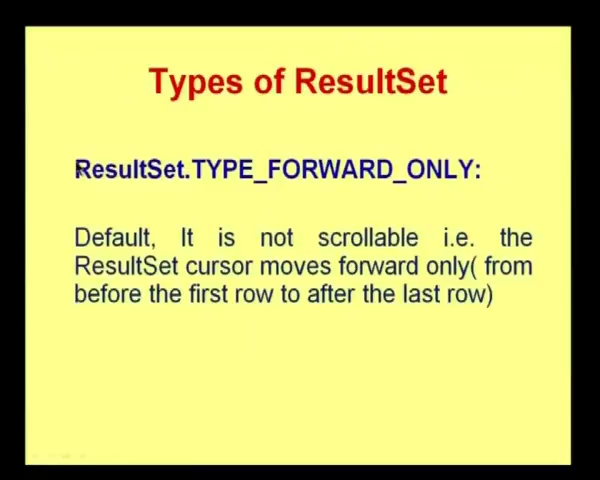 Types of ResultSet
ResultSet.TYPE_FORWARD_ONLY:
Default, It is not scrollable i.e. the
ResultSet cursor moves forward only( from
before the first row to after the last row)